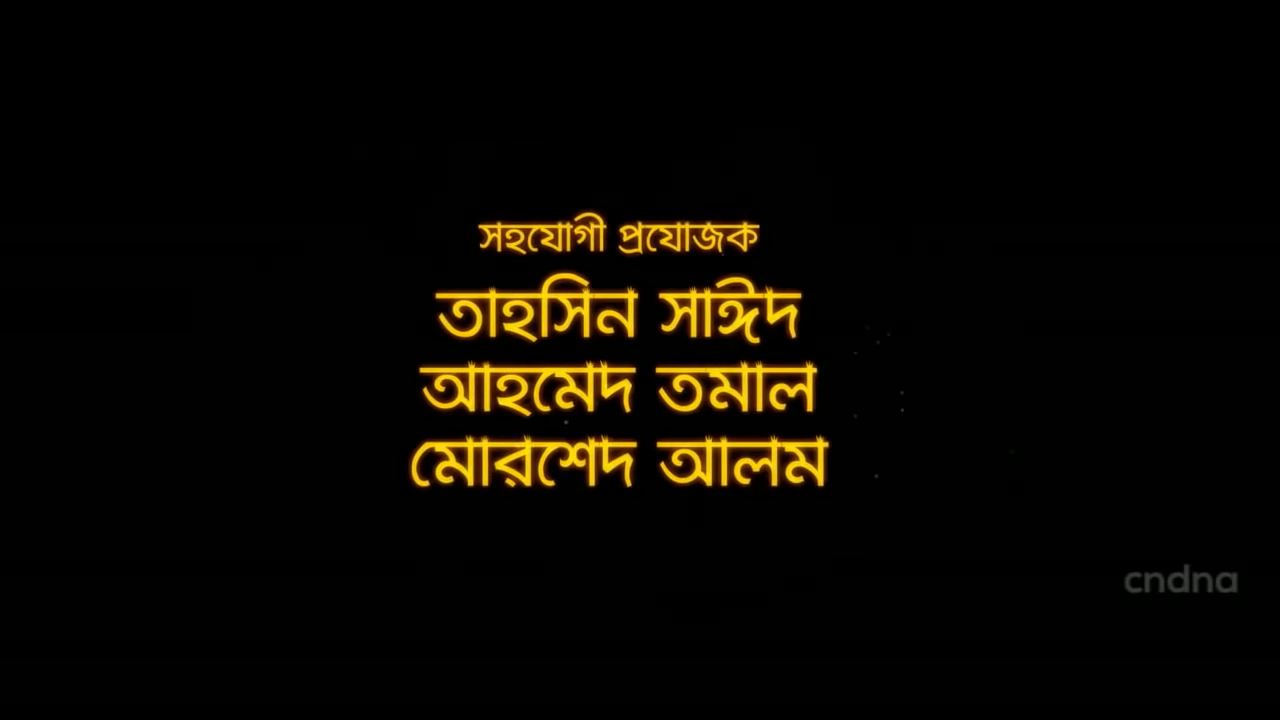 সহযোগী প্রযোজক
তাহসিন সাঈদ
আহমেদ তমাল
মোরশেদ আলম
cndna